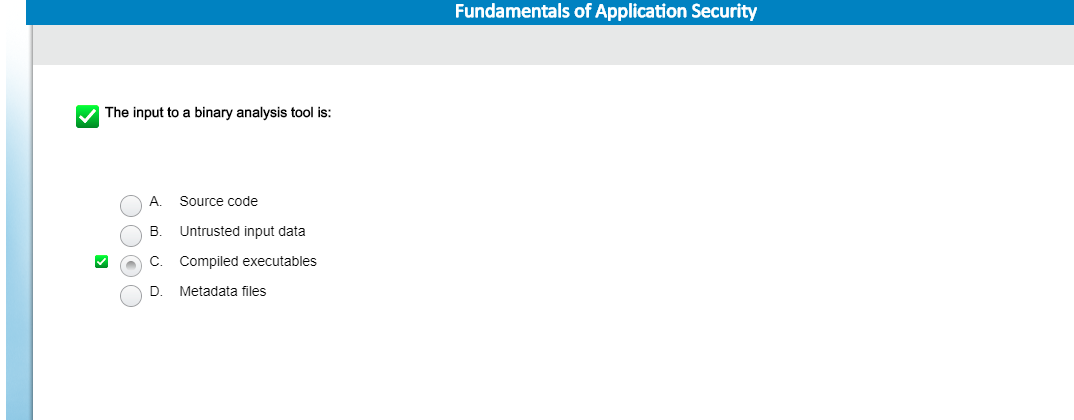 Fundamentals of Application Security
The input to a binary analysis tool is:
A. Source code
B. Untrusted input data
C. Compiled executables
D. Metadata files